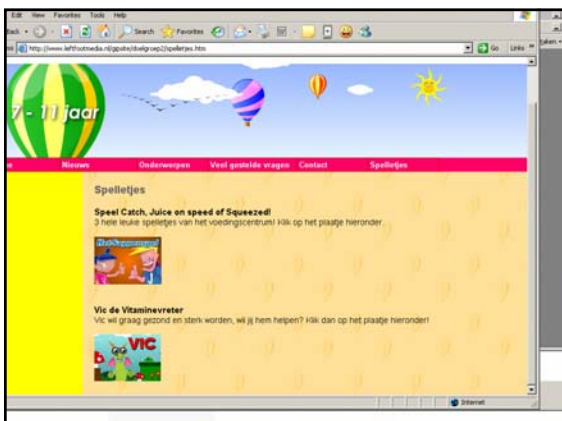 Edit View Favorites Tools Help
Back Search Favorites
http://www.leftfootmedia.nl/gpsite/doelgroep2/spelletjes.htm Go Links »
7 - 11 jaar
Nieuws Onderwerpen Veel gestelde vragen Contact Spelletjes
Spelletjes
Speel Catch, Juice on speed of Squeezed!
3 hele leuke spelletjes van het voedingscentrum! Klik op het plaatje hieronder.
Vic de Vitaminevreter
Vic wil graag gezond en sterk worden, wil jij hem helpen? Klik dan op het plaatje hieronder!
VIC
Internet